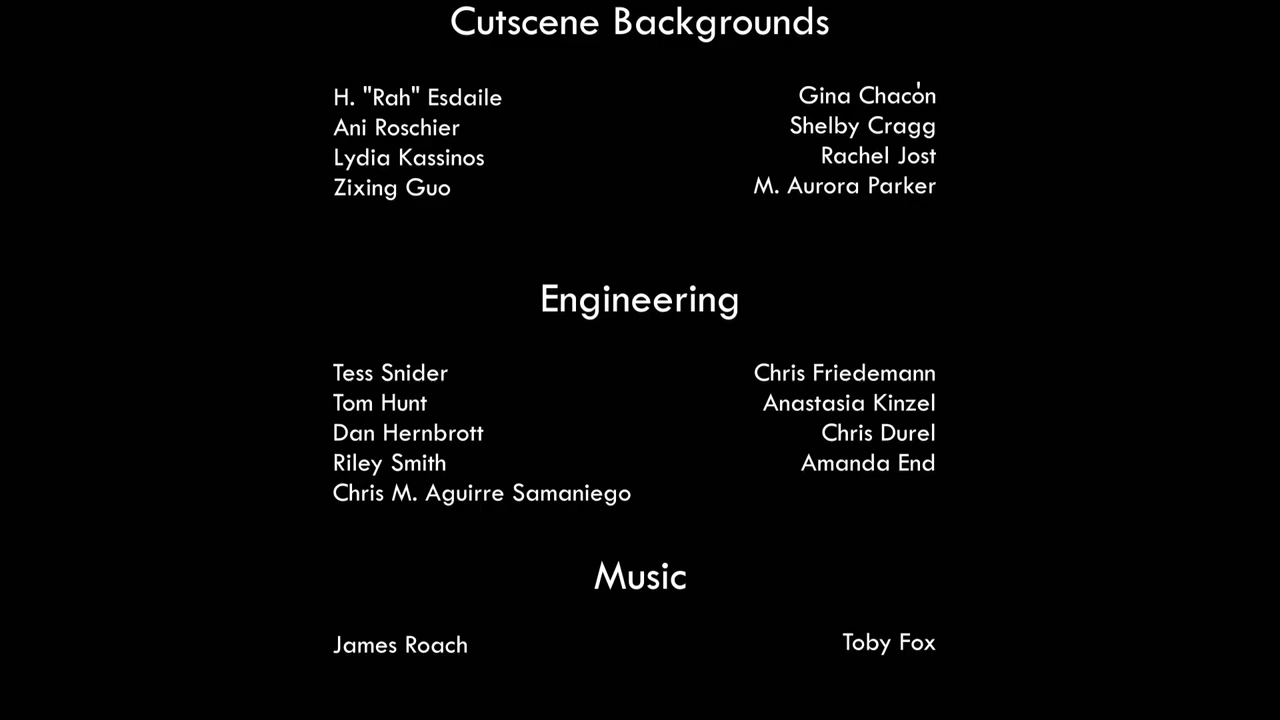 Cutscene Backgrounds
H. "Rah" Esdaile
Ani Roschier
Lydia Kassinos
Zixing Guo
Gina Chacón
Shelby Cragg
Rachel Jost
M. Aurora Parker
Engineering
Tess Snider
Tom Hunt
Dan Hernbrott
Riley Smith
Chris M. Aguirre Samaniego
Chris Friedemann
Anastasia Kinzel
Chris Durel
Amanda End
Music
James Roach
Toby Fox